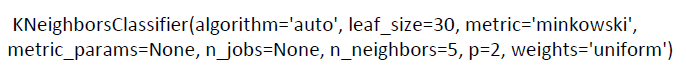 KNeighborsClassifier(algorithm='auto', leaf_size=30, metric='minkowski',
metric_params=None, n_jobs=None, n_neighbors=5, p=2, weights='uniform')